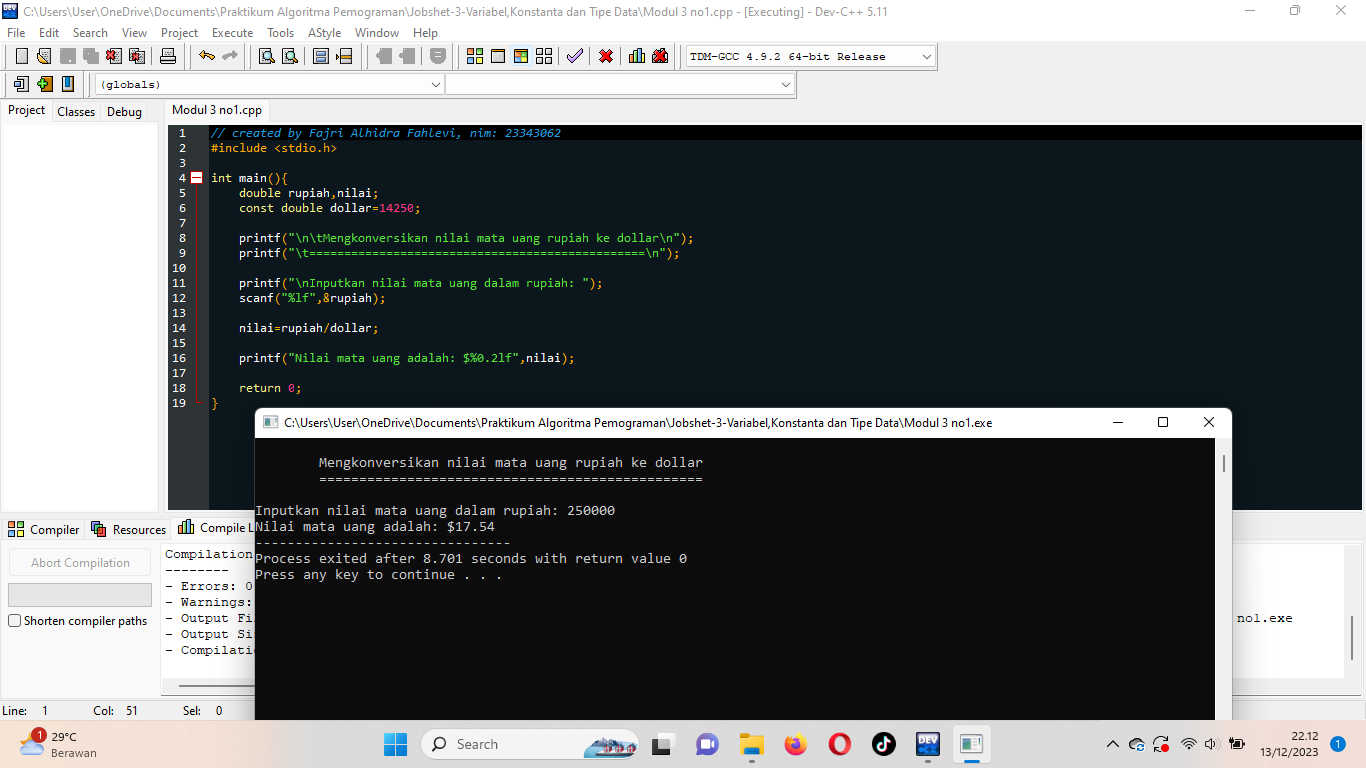 C:\Users\User\OneDrive\Documents\Praktikum Algoritma Pemograman\Jobshet-3-Variabel,Konstanta dan Tipe Data\Modul 3 no1.cpp - [Executing] - Dev-C++ 5.11
File Edit Search View Project Execute Tools AStyle Window Help
TDM-GCC 4.9.2 64-bit Release
(globals)
Project Classes Debug
Modul 3 no1.cpp
1 // created by Fajri Alhidra Fahlevi, nim: 23343062
2 #include <stdio.h>
3
4 int main(){
5 double rupiah,nilai;
6 const double dollar=14250;
7
8 printf("\n\tMengkonversikan nilai mata uang rupiah ke dollar\n");
9 printf("\t================================================\n");
10
11 printf("\nInputkan nilai mata uang dalam rupiah: ");
12 scanf("%lf",&rupiah);
13
14 nilai=rupiah/dollar;
15
16 printf("Nilai mata uang adalah: $%0.2lf",nilai);
17
18 return 0;
19 }
C:\Users\User\OneDrive\Documents\Praktikum Algoritma Pemograman\Jobshet-3-Variabel,Konstanta dan Tipe Data\Modul 3 no1.exe
Mengkonversikan nilai mata uang rupiah ke dollar
================================================
Inputkan nilai mata uang dalam rupiah: 250000
Nilai mata uang adalah: $17.54
--------------------------------
Process exited after 8.701 seconds with return value 0
Press any key to continue . . .
Compiler Resources Compile L
Abort Compilation
Shorten compiler paths
Compilation
--------
- Errors: 0
- Warnings:
- Output Fi
no1.exe
- Output Si
- Compilati
Line: 1 Col: 51 Sel: 0
1
29°C
Berawan
Search
DEV
22.12
13/12/2023
1